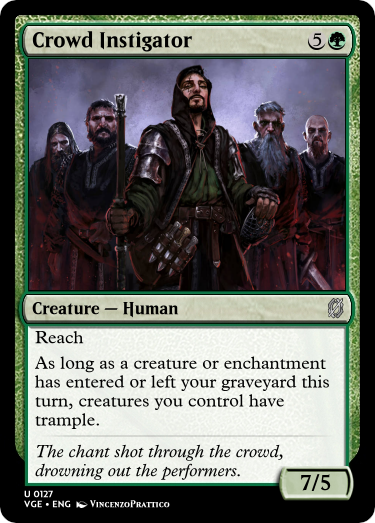 Crowd Instigator 5
Creature — Human
Reach
As long as a creature or enchantment
has entered or left your graveyard this
turn, creatures you control have
trample.
The chant shot through the crowd,
drowning out the performers.
7/5
U 0127
VGE • ENG VincenzoPrattico